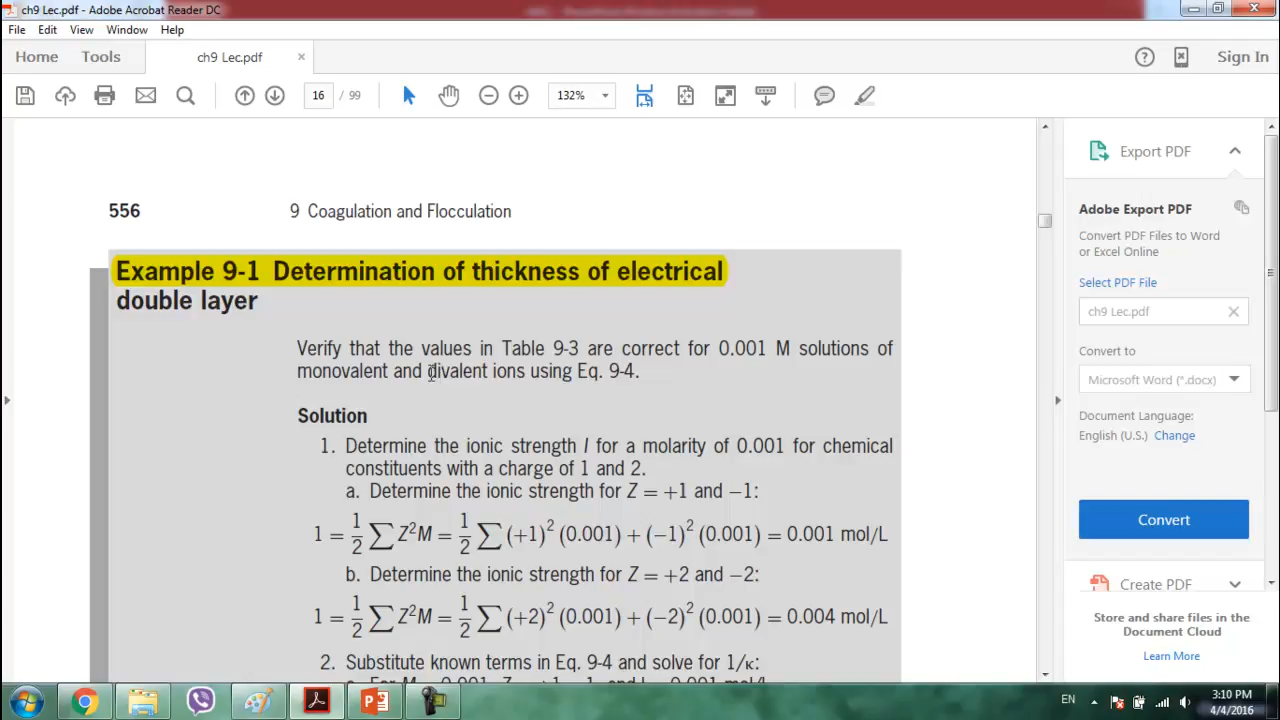 ch9 Lec.pdf - Adobe Acrobat Reader DC
File Edit View Window Help
Home Tools ch9 Lec.pdf × Sign In
16 / 99 132%
556 9 Coagulation and Flocculation
Example 9-1 Determination of thickness of electrical
double layer
Verify that the values in Table 9-3 are correct for 0.001 M solutions of
monovalent and divalent ions using Eq. 9-4.
Solution
1. Determine the ionic strength I for a molarity of 0.001 for chemical
constituents with a charge of 1 and 2.
a. Determine the ionic strength for Z = +1 and −1:
1 = 1/2 ∑ Z²M = 1/2 ∑ (+1)² (0.001) + (−1)² (0.001) = 0.001 mol/L
b. Determine the ionic strength for Z = +2 and −2:
1 = 1/2 ∑ Z²M = 1/2 ∑ (+2)² (0.001) + (−2)² (0.001) = 0.004 mol/L
2. Substitute known terms in Eq. 9-4 and solve for 1/κ:
Export PDF
Adobe Export PDF
Convert PDF Files to Word
or Excel Online
Select PDF File
ch9 Lec.pdf ×
Convert to
Microsoft Word (*.docx)
Document Language:
English (U.S.) Change
Convert
Create PDF
Store and share files in the
Document Cloud
Learn More
EN 3:10 PM
4/4/2016